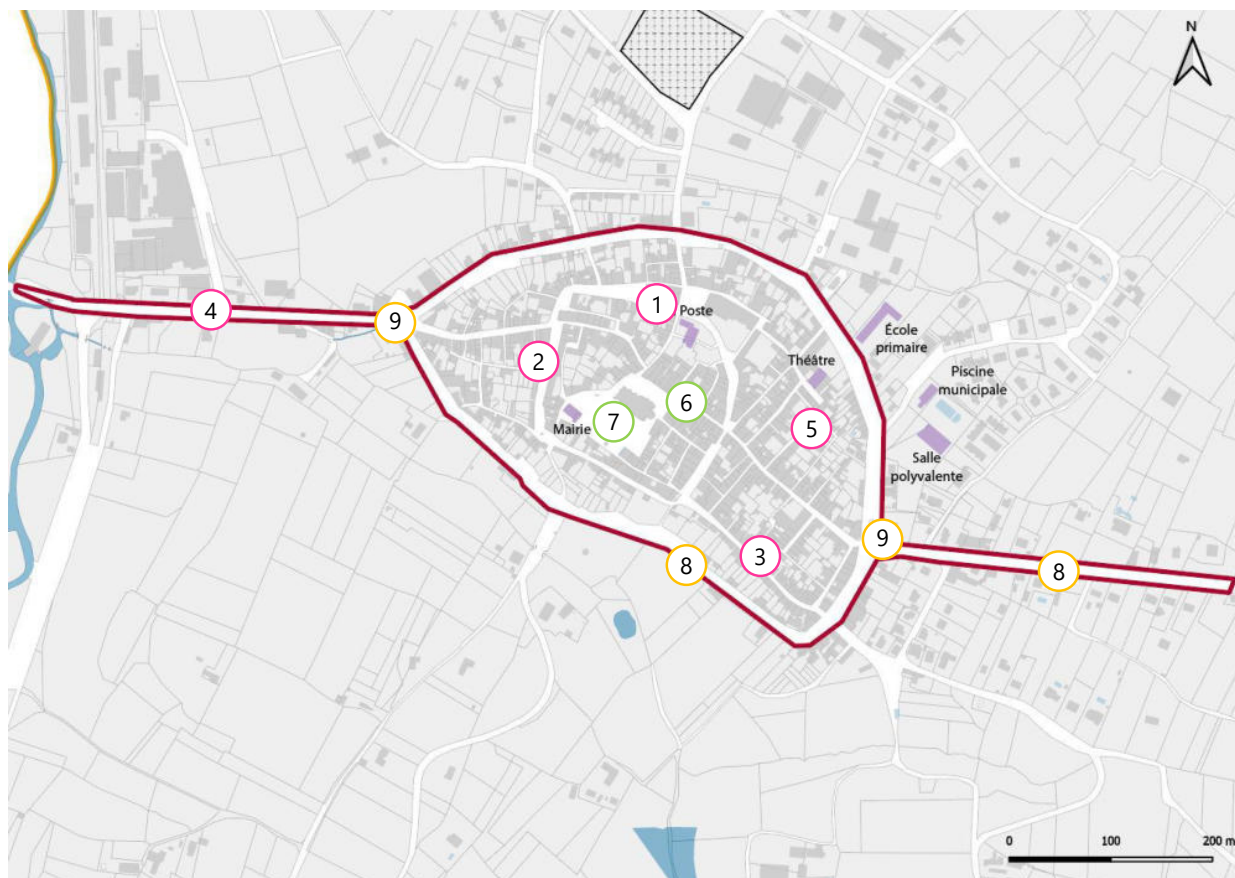 N
1
Poste
École
primaire
4
9
2
Théâtre
Piscine
municipale
6
7
Mairie
5
Salle
polyvalente
9
3
8
8
0
100
200 m